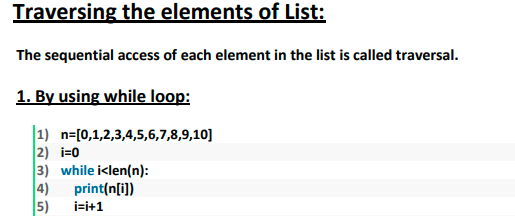 Traversing the elements of List:
The sequential access of each element in the list is called traversal.
1. By using while loop:
1) n=[0,1,2,3,4,5,6,7,8,9,10]
2) i=0
3) while i<len(n):
4) print(n[i])
5) i=i+1